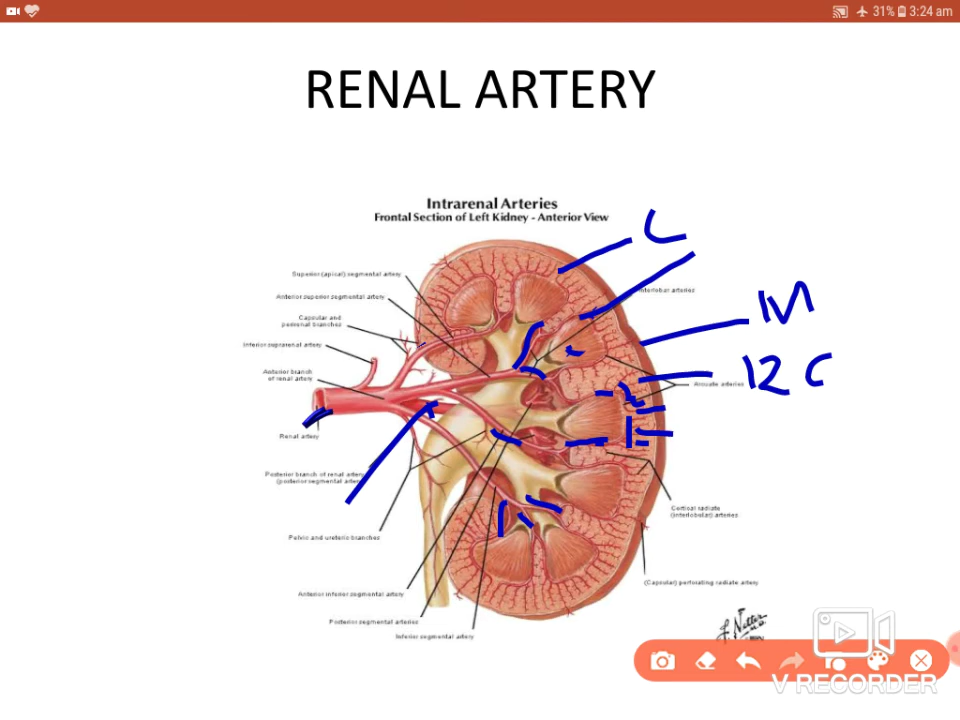 31% 3:24 am
RENAL ARTERY
Intrarenal Arteries
Frontal Section of Left Kidney - Anterior View
Superior (apical) segmental artery
Anterior superior segmental artery
Capsular and
perirenal branches
Inferior suprarenal artery
Anterior branch
of renal artery
Renal artery
Posterior branch of renal artery
(posterior segmental artery
Pelvic and ureteric branches
Anterior inferior segmental artery
Posterior segmental arteries
Inferior segmental artery
Interlobar arteries
Arcuate arteries
Cortical radiate
(interlobular) arteries
(Capsular) perforating radiate artery
C
M
12 C
F. Netter
M.D.
V RECORDER